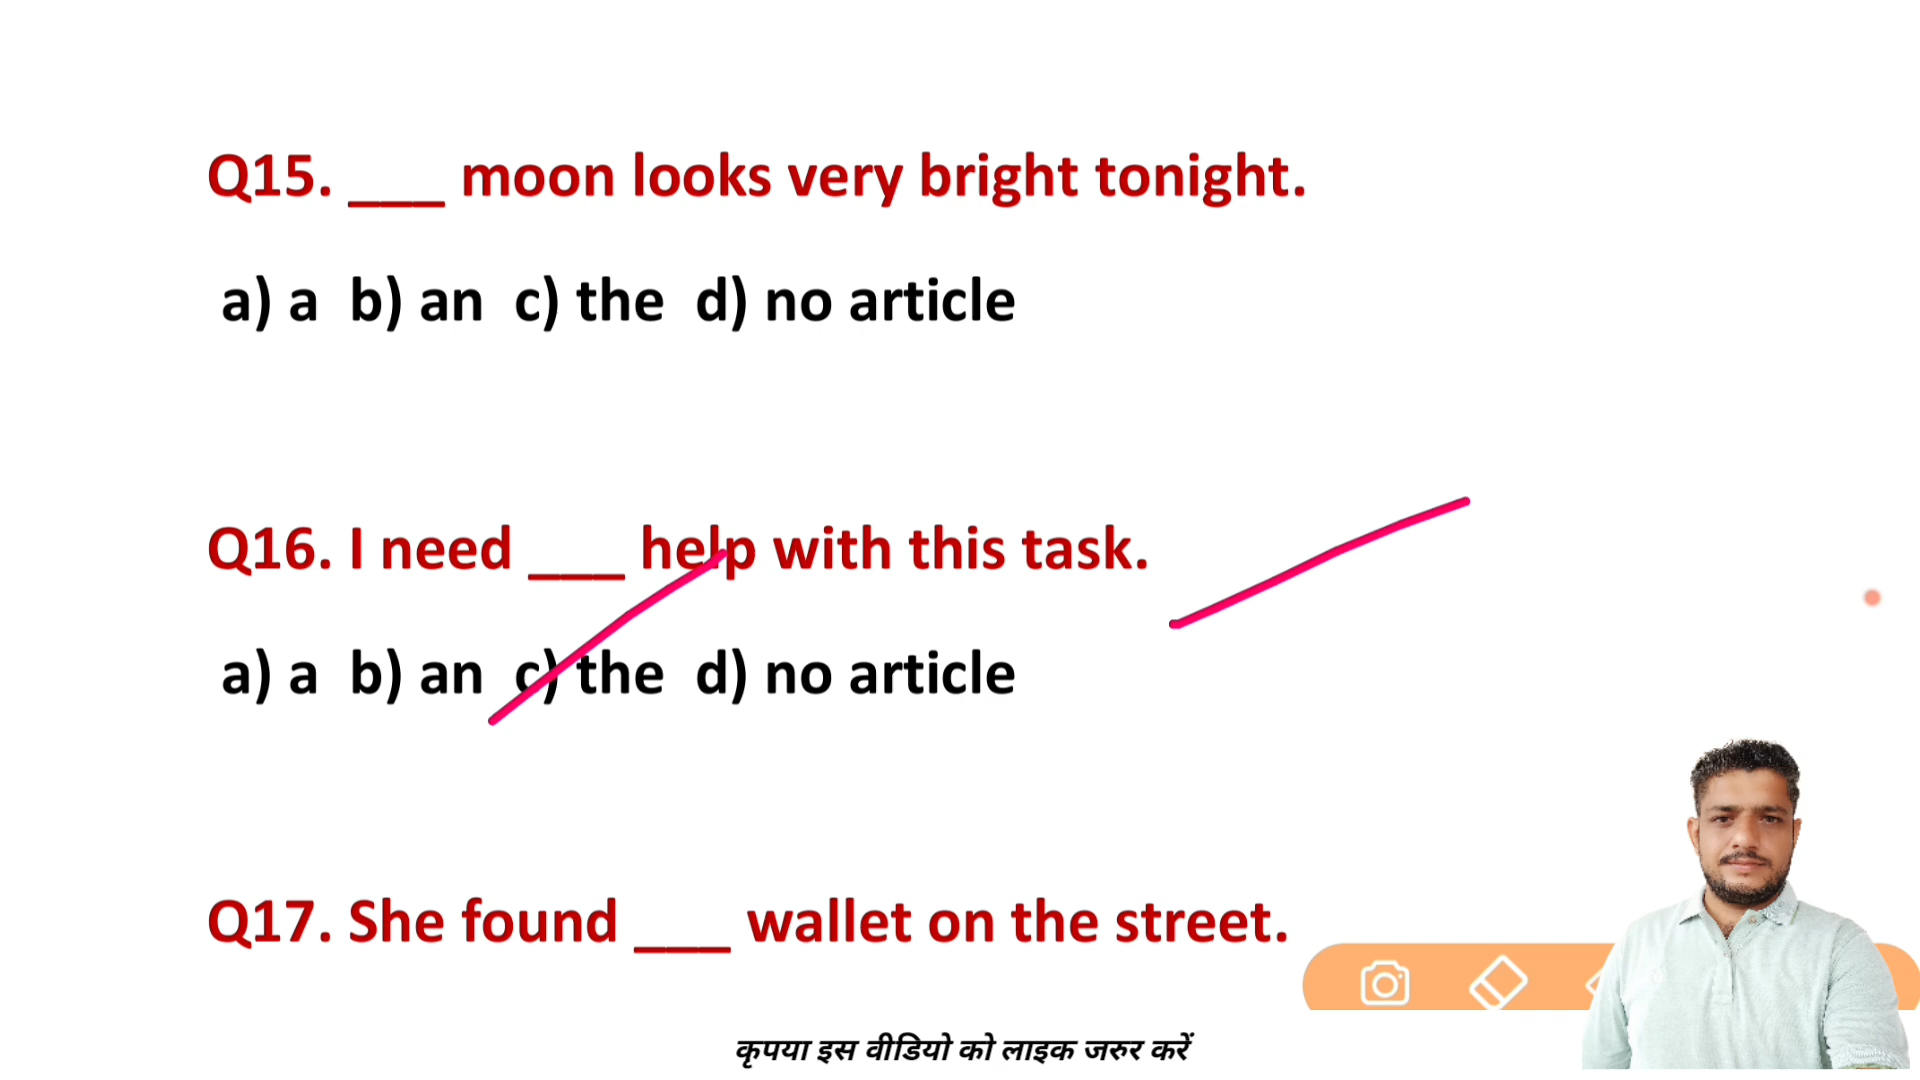 Q15. ___ moon looks very bright tonight.
a) a b) an c) the d) no article
Q16. I need ___ help with this task.
a) a b) an c) the d) no article
Q17. She found ___ wallet on the street.
कृपया इस वीडियो को लाइक जरुर करें